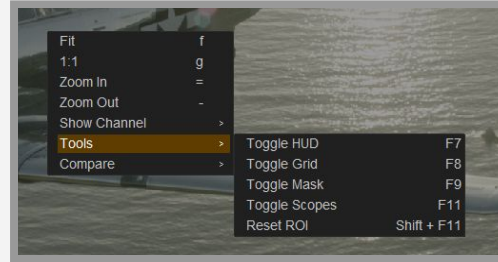 Fit f
1:1 g
Zoom In =
Zoom Out -
Show Channel >
Tools >
Compare >
Toggle HUD F7
Toggle Grid F8
Toggle Mask F9
Toggle Scopes F11
Reset ROI Shift + F11